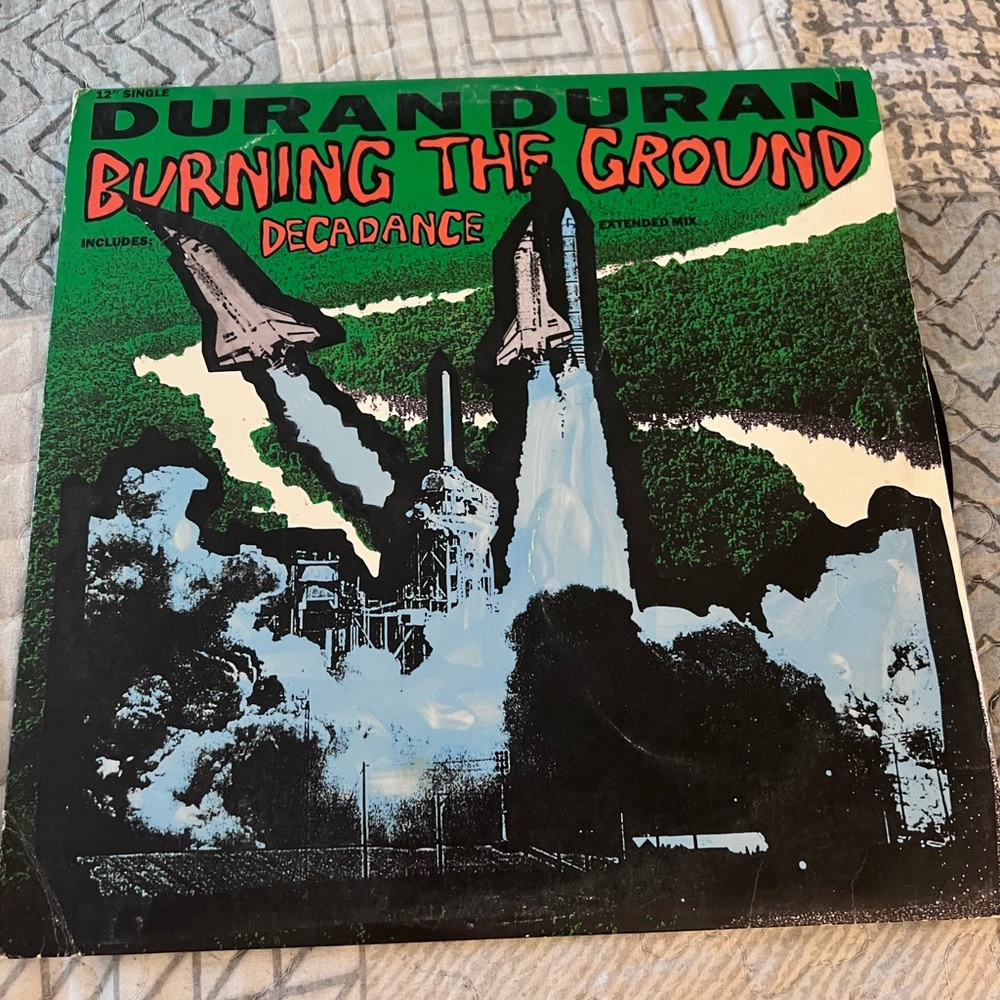 12" SINGLE
DURAN DURAN
BURNING THE GROUND
INCLUDES: DECADANCE EXTENDED MIX